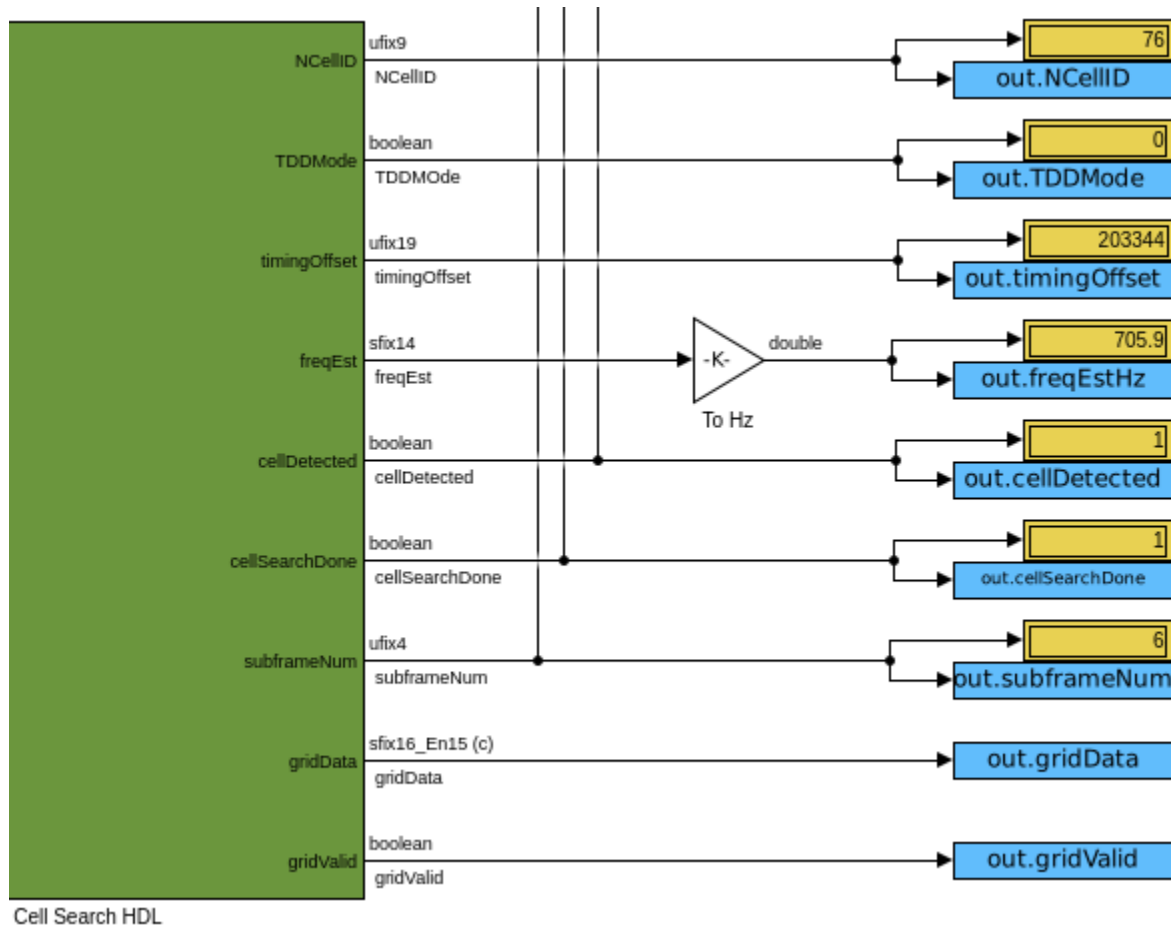 ufix9
76
NCellID
NCellID
out.NCellID
boolean
0
TDDMode
TDDMOde
out.TDDMode
ufix19
203344
timingOffset
timingOffset
out.timingOffset
sfix14
double
705.9
freqEst
-K-
freqEst
out.freqEstHz
To Hz
boolean
1
cellDetected
cellDetected
out.cellDetected
boolean
1
cellSearchDone
cellSearchDone
out.cellSearchDone
ufix4
6
subframeNum
subframeNum
out.subframeNum
sfix16_En15 (c)
gridData
gridData
out.gridData
boolean
gridValid
gridValid
out.gridValid
Cell Search HDL